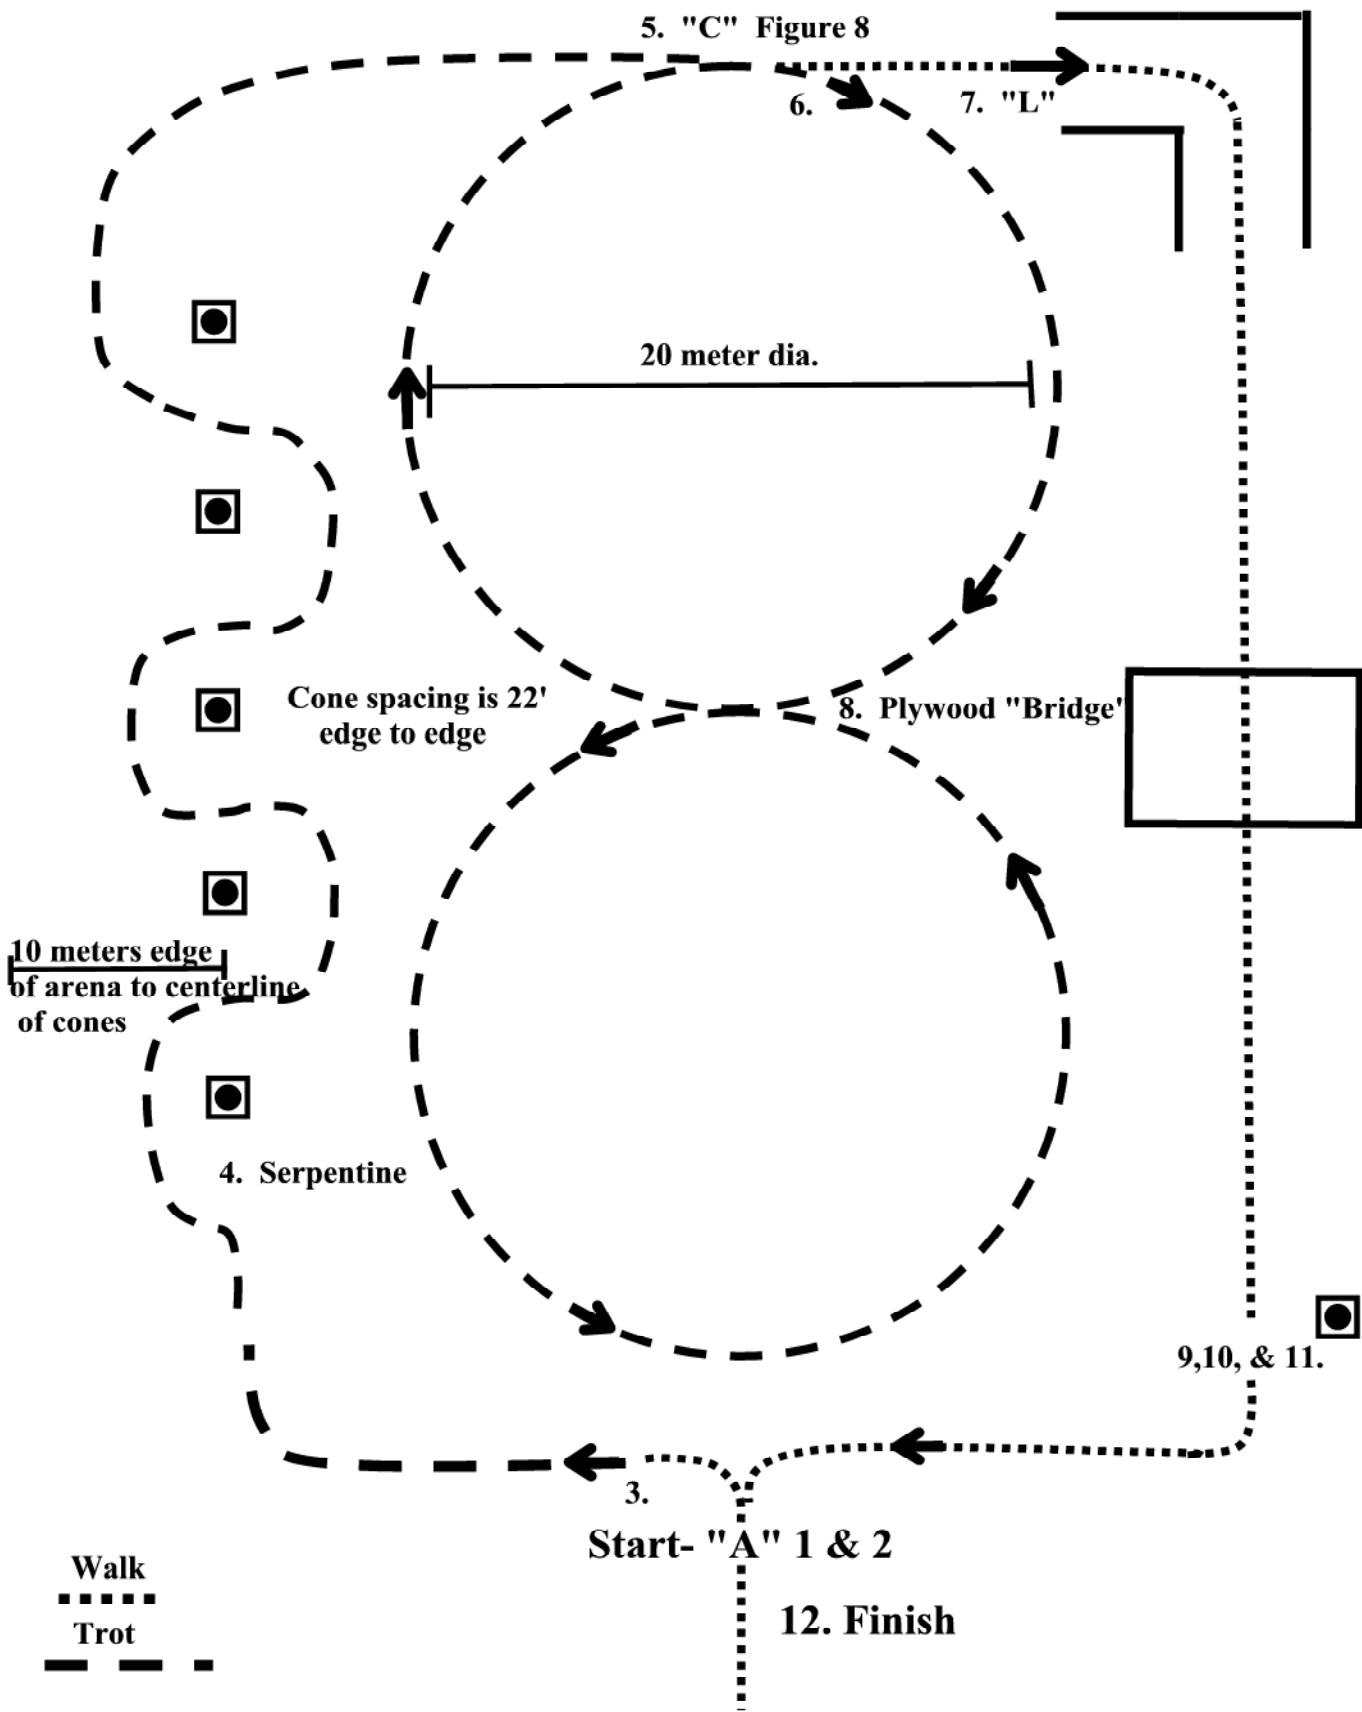 5. "C" Figure 8
6.
7. "L"
20 meter dia.
Cone spacing is 22'
edge to edge
8. Plywood "Bridge"
10 meters edge
of arena to centerline
of cones
4. Serpentine
9,10, & 11.
3.
Start- "A" 1 & 2
Walk
12. Finish
Trot